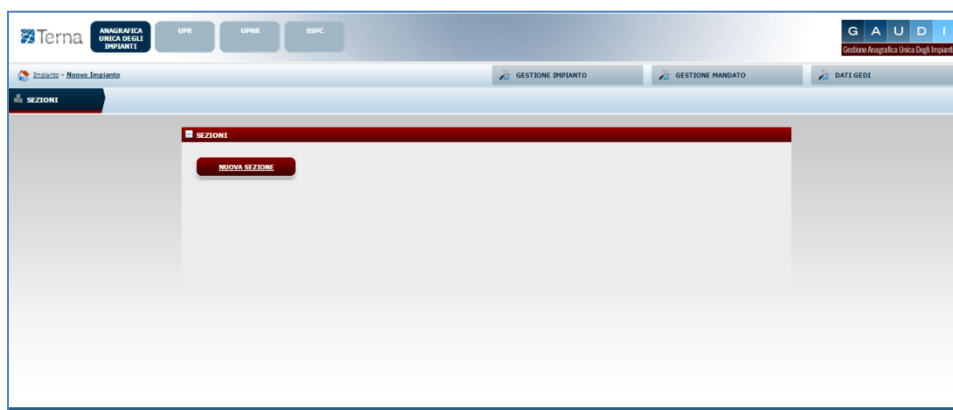 Terna
ANAGRAFICA
UNICA DEGLI
IMPIANTI
UPR
UPNR
SSPC
G A U D I
Gestione Anagrafica Unica Degli Impianti
Impianto > Nuovo Impianto
GESTIONE IMPIANTO
GESTIONE MANDATO
DATI GEDI
SEZIONI
SEZIONI
NUOVA SEZIONE